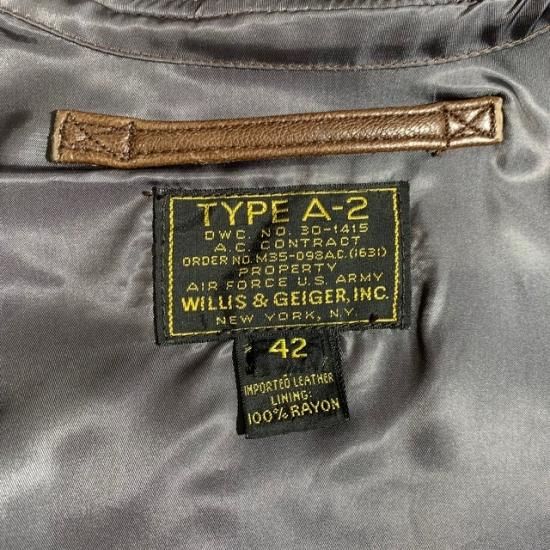 TYPE A-2
DWG. NO. 30-1415
A.C. CONTRACT
ORDER NO. M35-098A.C. (1631)
PROPERTY
AIR FORCE U.S. ARMY
WILLIS & GEIGER, INC.
NEW YORK, N.Y.
42
IMPORTED LEATHER
LINING:
100% RAYON